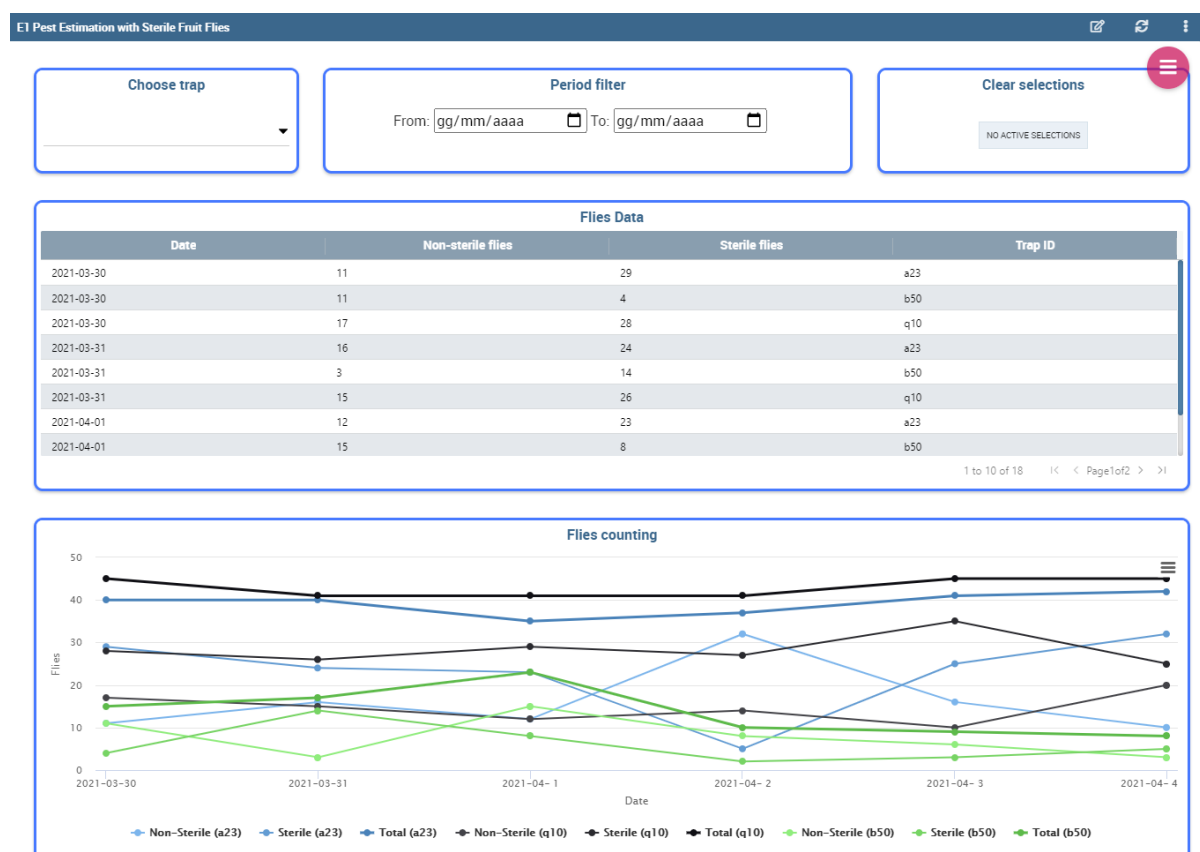 E1 Pest Estimation with Sterile Fruit Flies
Choose trap
Period filter
From: gg/mm/aaaa To: gg/mm/aaaa
Clear selections
NO ACTIVE SELECTIONS
Flies Data
Date Non-sterile flies Sterile flies Trap ID
2021-03-30 11 29 a23
2021-03-30 11 4 b50
2021-03-30 17 28 q10
2021-03-31 16 24 a23
2021-03-31 3 14 b50
2021-03-31 15 26 q10
2021-04-01 12 23 a23
2021-04-01 15 8 b50
1 to 10 of 18 Page1of2
Flies counting
50
40
30
20
10
0
Flies
2021-03-30 2021-03-31 2021-04- 1 2021-04- 2 2021-04- 3 2021-04- 4
Date
Non-Sterile (a23) Sterile (a23) Total (a23) Non-Sterile (q10) Sterile (q10) Total (q10) Non-Sterile (b50) Sterile (b50) Total (b50)